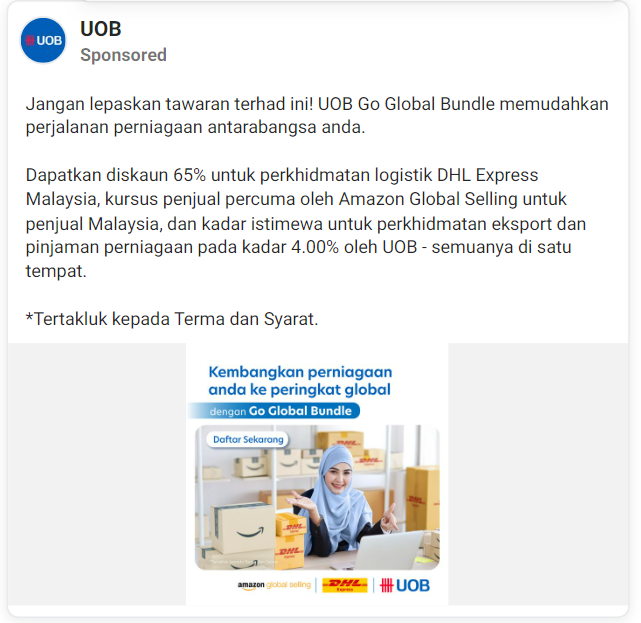 UOB
UOB
Sponsored
Jangan lepaskan tawaran terhad ini! UOB Go Global Bundle memudahkan
perjalanan perniagaan antarabangsa anda.
Dapatkan diskaun 65% untuk perkhidmatan logistik DHL Express
Malaysia, kursus penjual percuma oleh Amazon Global Selling untuk
penjual Malaysia, dan kadar istimewa untuk perkhidmatan eksport dan
pinjaman perniagaan pada kadar 4.00% oleh UOB - semuanya di satu
tempat.
*Tertakluk kepada Terma dan Syarat.
Kembangkan perniagaan
anda ke peringkat global
dengan Go Global Bundle
Daftar Sekarang
DHL
DHL
DHL
DHL
DHL
amazon global selling
DHL
Express
UOB